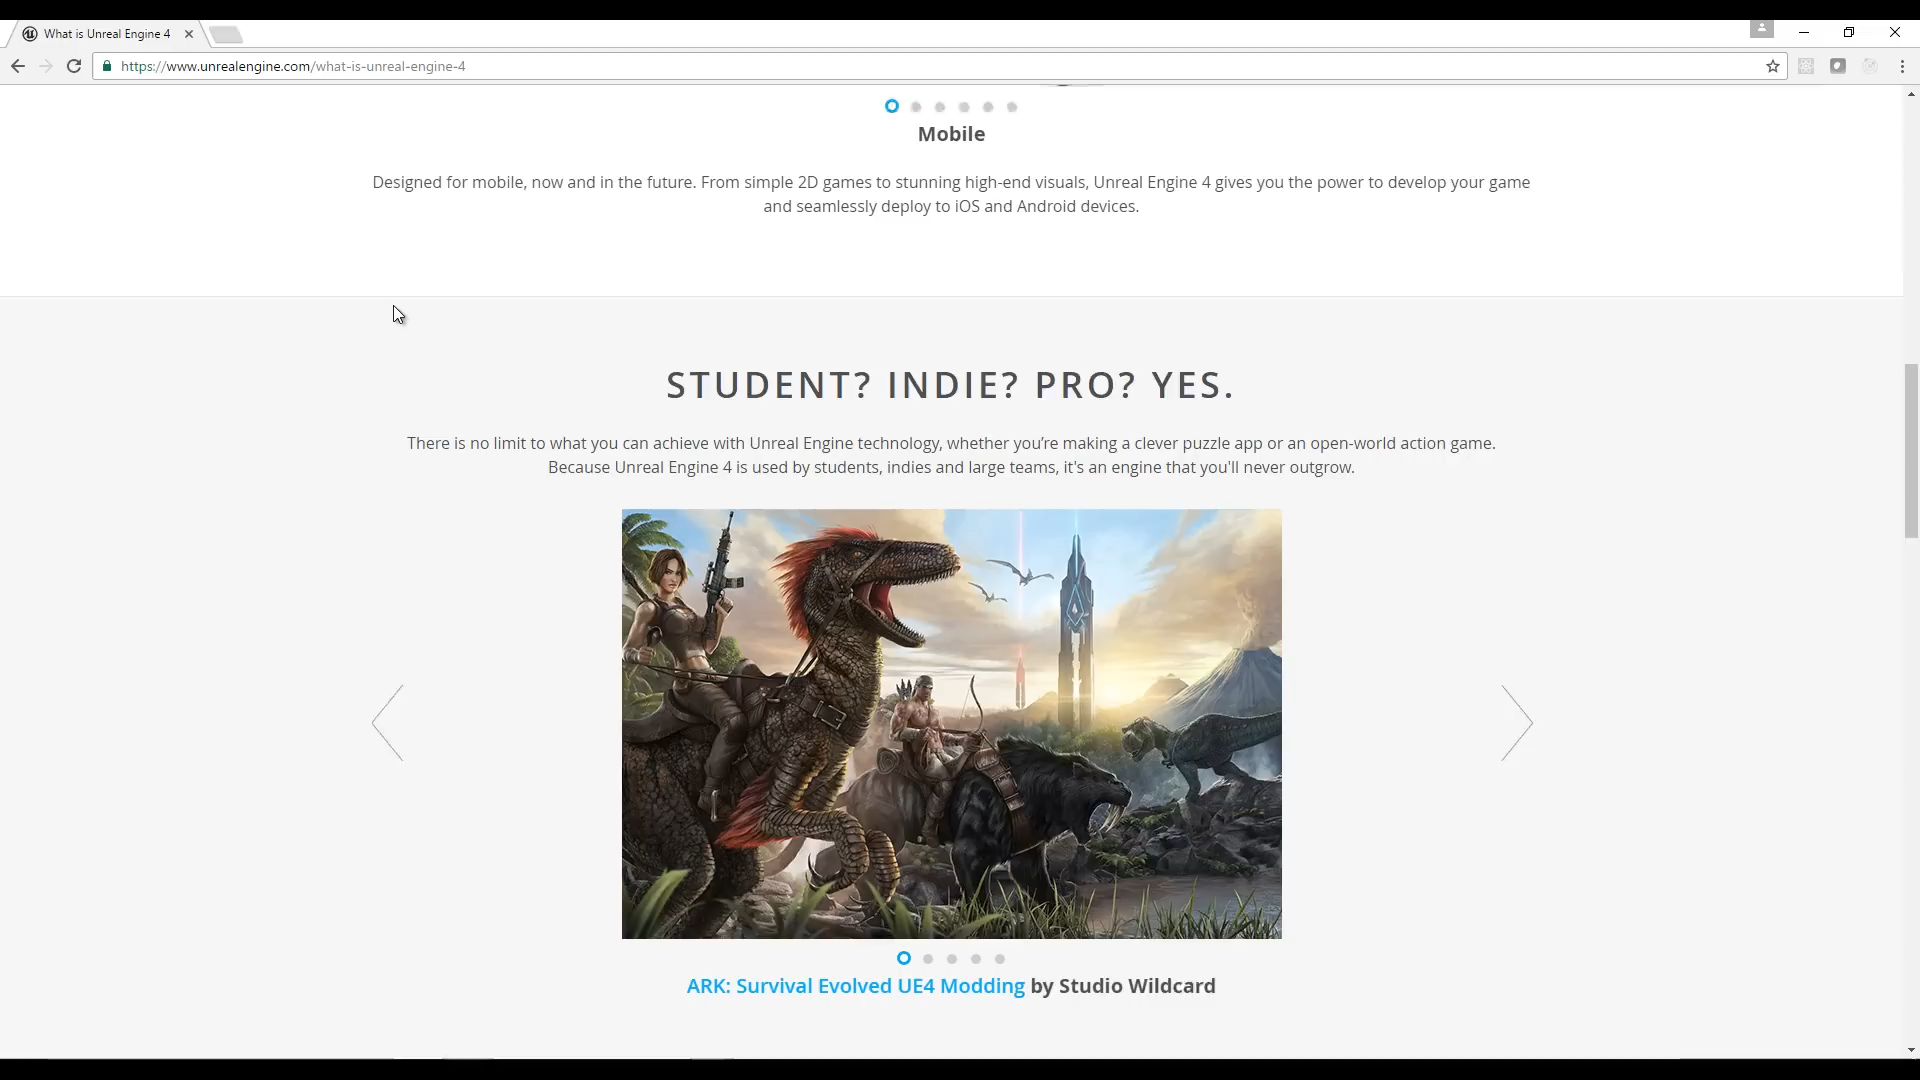 What is Unreal Engine 4
https://www.unrealengine.com/what-is-unreal-engine-4
Mobile
Designed for mobile, now and in the future. From simple 2D games to stunning high-end visuals, Unreal Engine 4 gives you the power to develop your game
and seamlessly deploy to iOS and Android devices.
STUDENT? INDIE? PRO? YES.
There is no limit to what you can achieve with Unreal Engine technology, whether you’re making a clever puzzle app or an open-world action game.
Because Unreal Engine 4 is used by students, indies and large teams, it's an engine that you'll never outgrow.
ARK: Survival Evolved UE4 Modding by Studio Wildcard